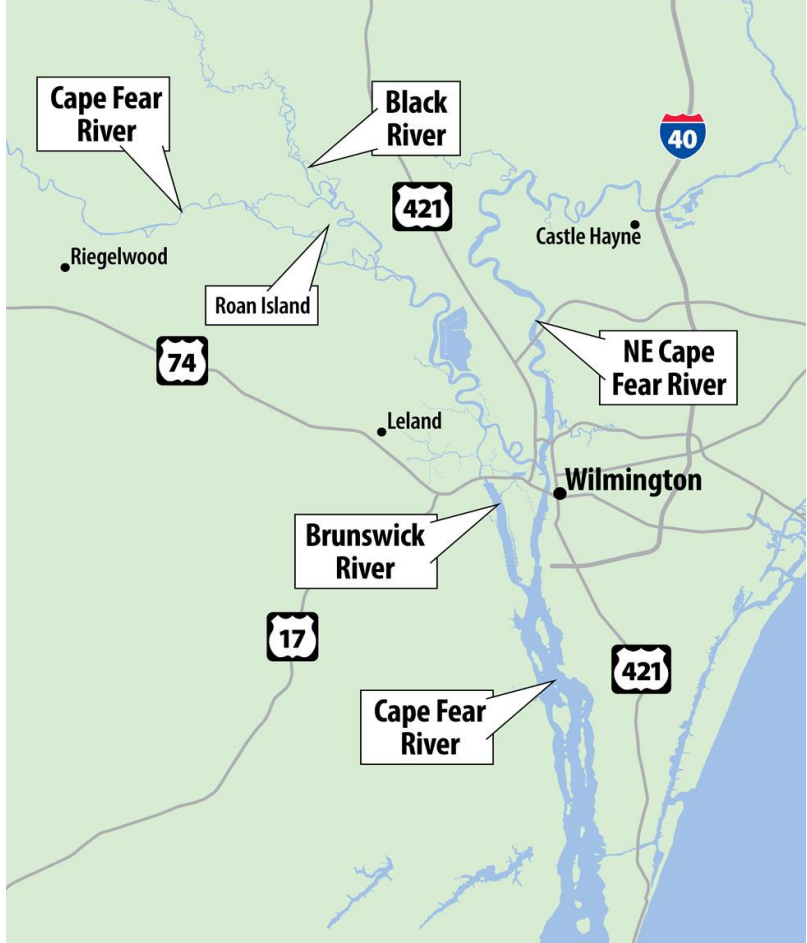 Cape Fear
River
Black
River
40
421
Castle Hayne
Riegelwood
Roan Island
NE Cape
Fear River
74
Leland
Wilmington
Brunswick
River
17
421
Cape Fear
River